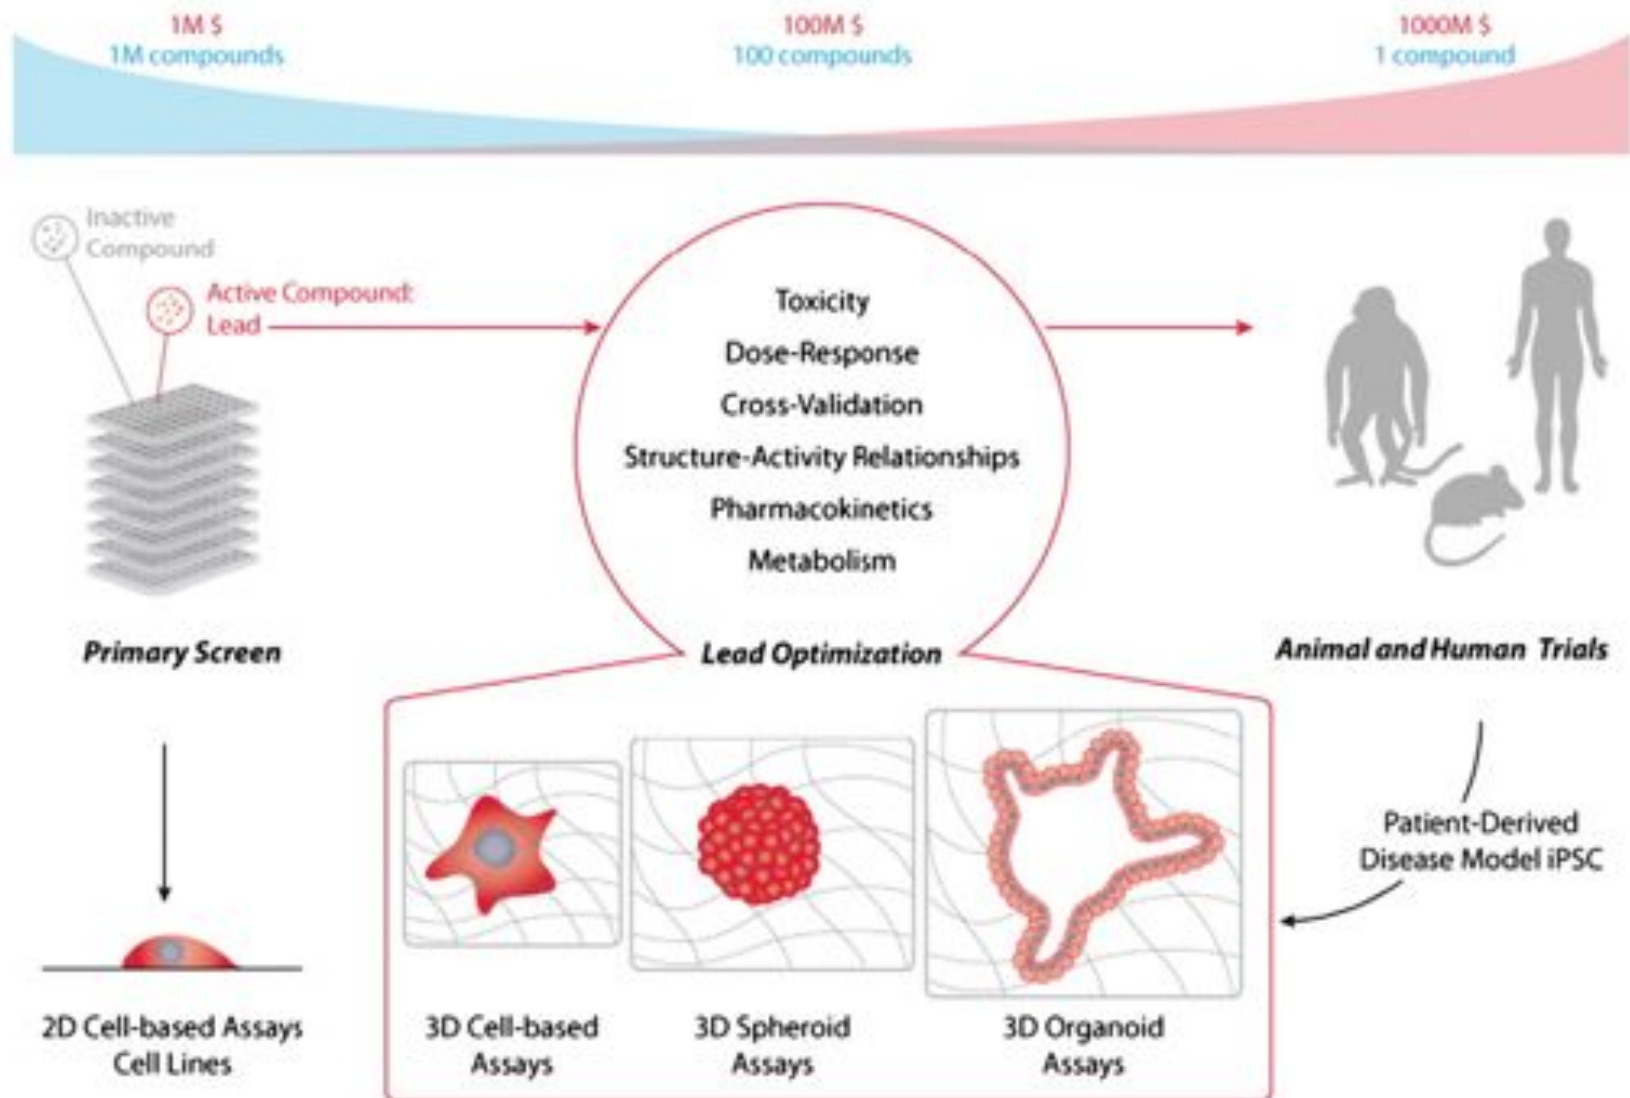 1M $
1M compounds
100M $
100 compounds
1000M $
1 compound
Inactive
Compound
Active Compound:
Lead
Toxicity
Dose-Response
Cross-Validation
Structure-Activity Relationships
Pharmacokinetics
Metabolism
Primary Screen
Lead Optimization
Animal and Human Trials
Patient-Derived
Disease Model iPSC
2D Cell-based Assays
Cell Lines
3D Cell-based
Assays
3D Spheroid
Assays
3D Organoid
Assays